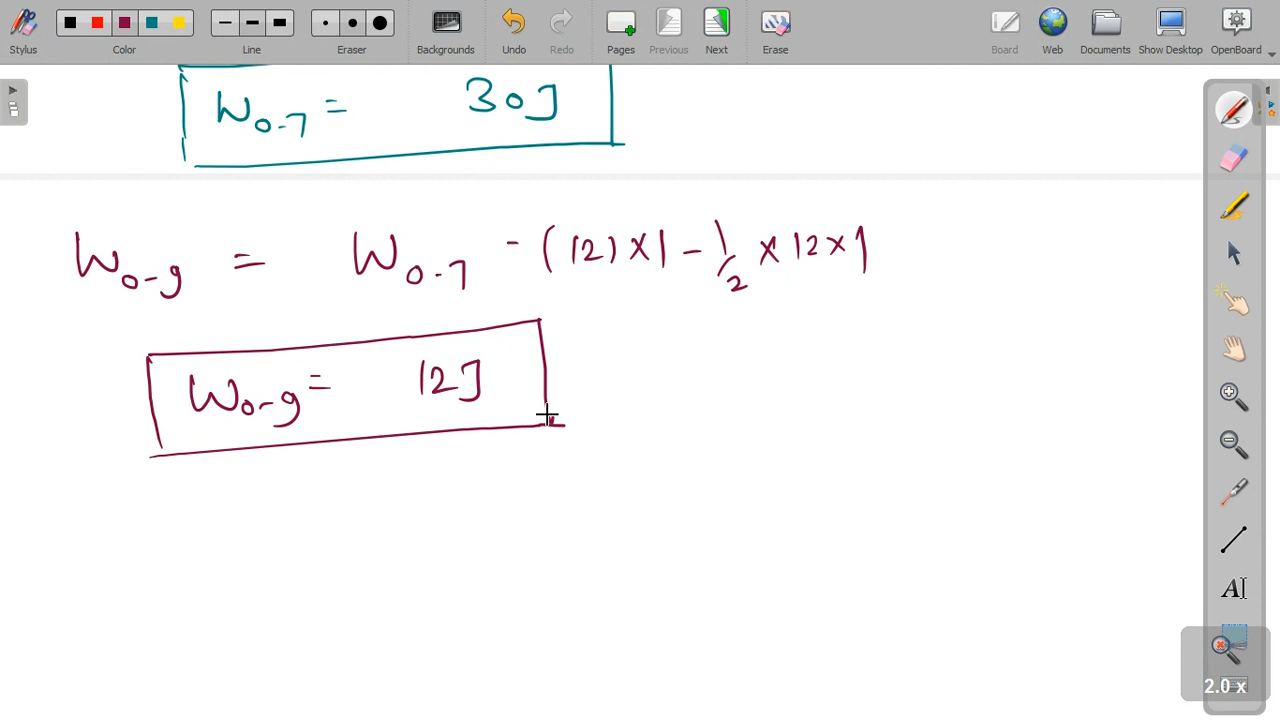 Stylus Color Line Eraser Backgrounds Undo Redo Pages Previous Next Erase Board Web Documents Show Desktop OpenBoard
W0-7 = 30J
W0-9 = W0-7 - (12)×1 - 1/2 × 12×1
W0-9 = 12J
AI
2.0 x